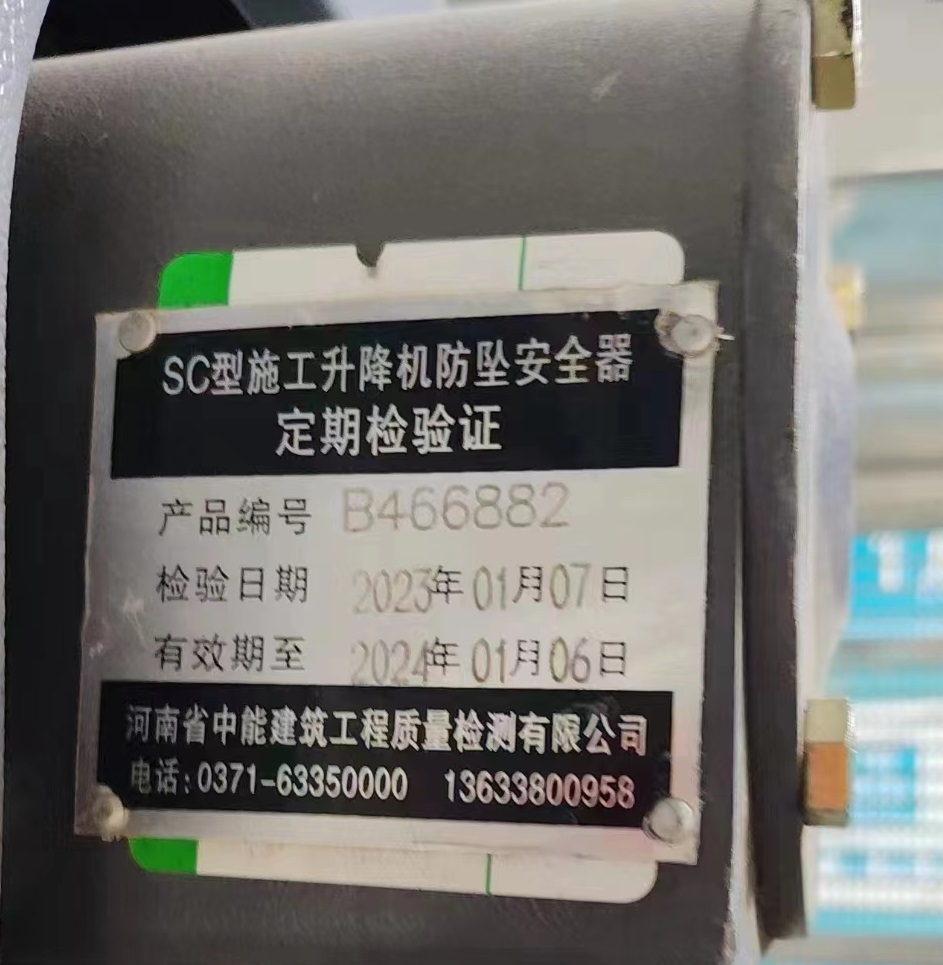 SC型施工升降机防坠安全器
定期检验证
产品编号 B466882
检验日期 2023年01月07日
有效期至 2024年01月06日
河南省中能建筑工程质量检测有限公司
电话:0371-63350000 13633800958